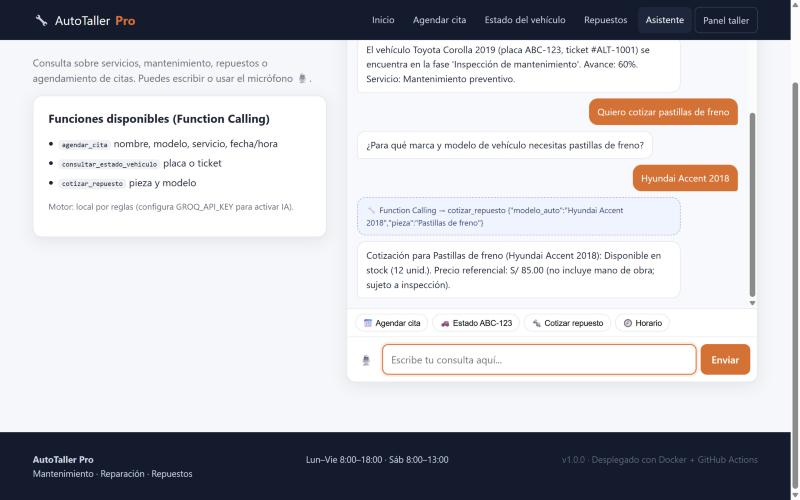 AutoTaller Pro
Inicio
Agendar cita
Estado del vehículo
Repuestos
Asistente
Panel taller
Consulta sobre servicios, mantenimiento, repuestos o
agendamiento de citas. Puedes escribir o usar el micrófono 🎙️ .
Funciones disponibles (Function Calling)
• agendar_cita nombre, modelo, servicio, fecha/hora
• consultar_estado_vehiculo placa o ticket
• cotizar_repuesto pieza y modelo
Motor: local por reglas (configura GROQ_API_KEY para activar IA).
El vehículo Toyota Corolla 2019 (placa ABC-123, ticket #ALT-1001) se
encuentra en la fase 'Inspección de mantenimiento'. Avance: 60%.
Servicio: Mantenimiento preventivo.
Quiero cotizar pastillas de freno
¿Para qué marca y modelo de vehículo necesitas pastillas de freno?
Hyundai Accent 2018
🔧 Function Calling → cotizar_repuesto {"modelo_auto":"Hyundai Accent
2018","pieza":"Pastillas de freno"}
Cotización para Pastillas de freno (Hyundai Accent 2018): Disponible en
stock (12 unid.). Precio referencial: S/ 85.00 (no incluye mano de obra;
sujeto a inspección).
Agendar cita
Estado ABC-123
Cotizar repuesto
Horario
Escribe tu consulta aquí...
Enviar
AutoTaller Pro
Mantenimiento · Reparación · Repuestos
Lun–Vie 8:00–18:00 · Sáb 8:00–13:00
v1.0.0 · Desplegado con Docker + GitHub Actions